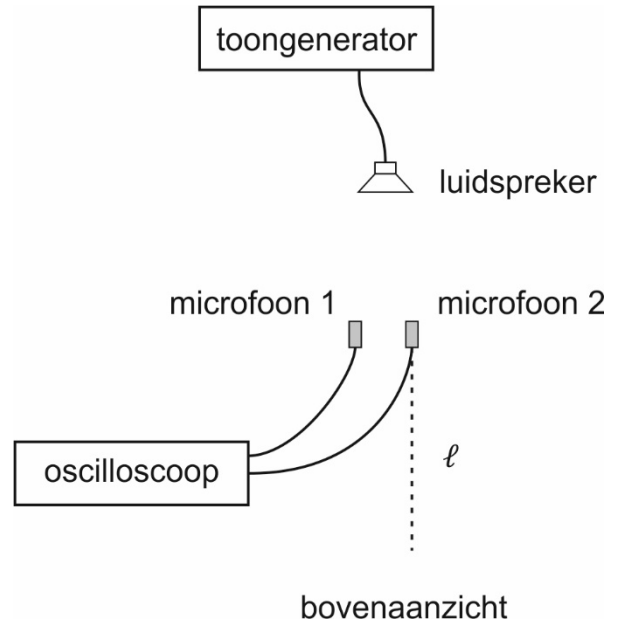 toongenerator
luidspreker
microfoon 1
microfoon 2
oscilloscoop
ℓ
bovenaanzicht